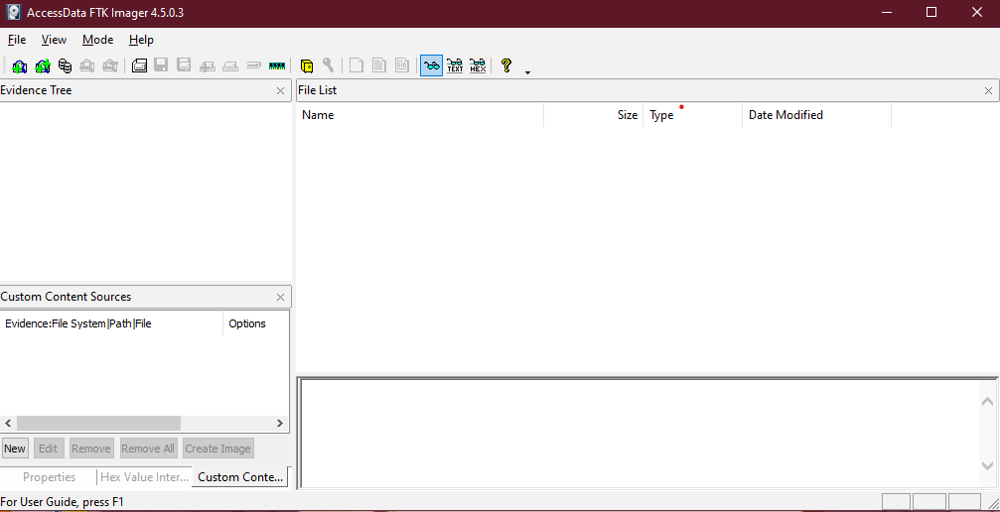 AccessData FTK Imager 4.5.0.3
File View Mode Help
TEXT HEX
Evidence Tree
File List
Name Size Type Date Modified
Custom Content Sources
Evidence:File System|Path|File Options
New Edit Remove Remove All Create Image
Properties Hex Value Inter... Custom Conte...
For User Guide, press F1